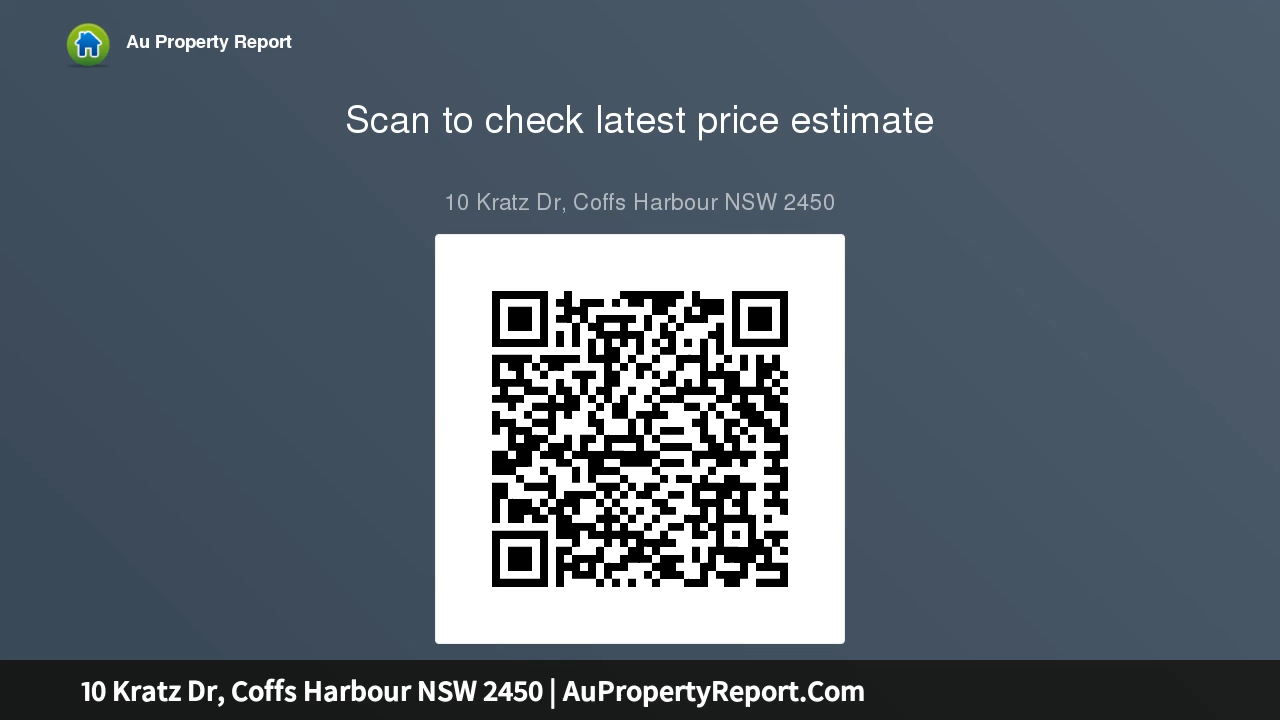 Au Property Report
Scan to check latest price estimate
10 Kratz Dr, Coffs Harbour NSW 2450
10 Kratz Dr, Coffs Harbour NSW 2450 | AuPropertyReport.Com